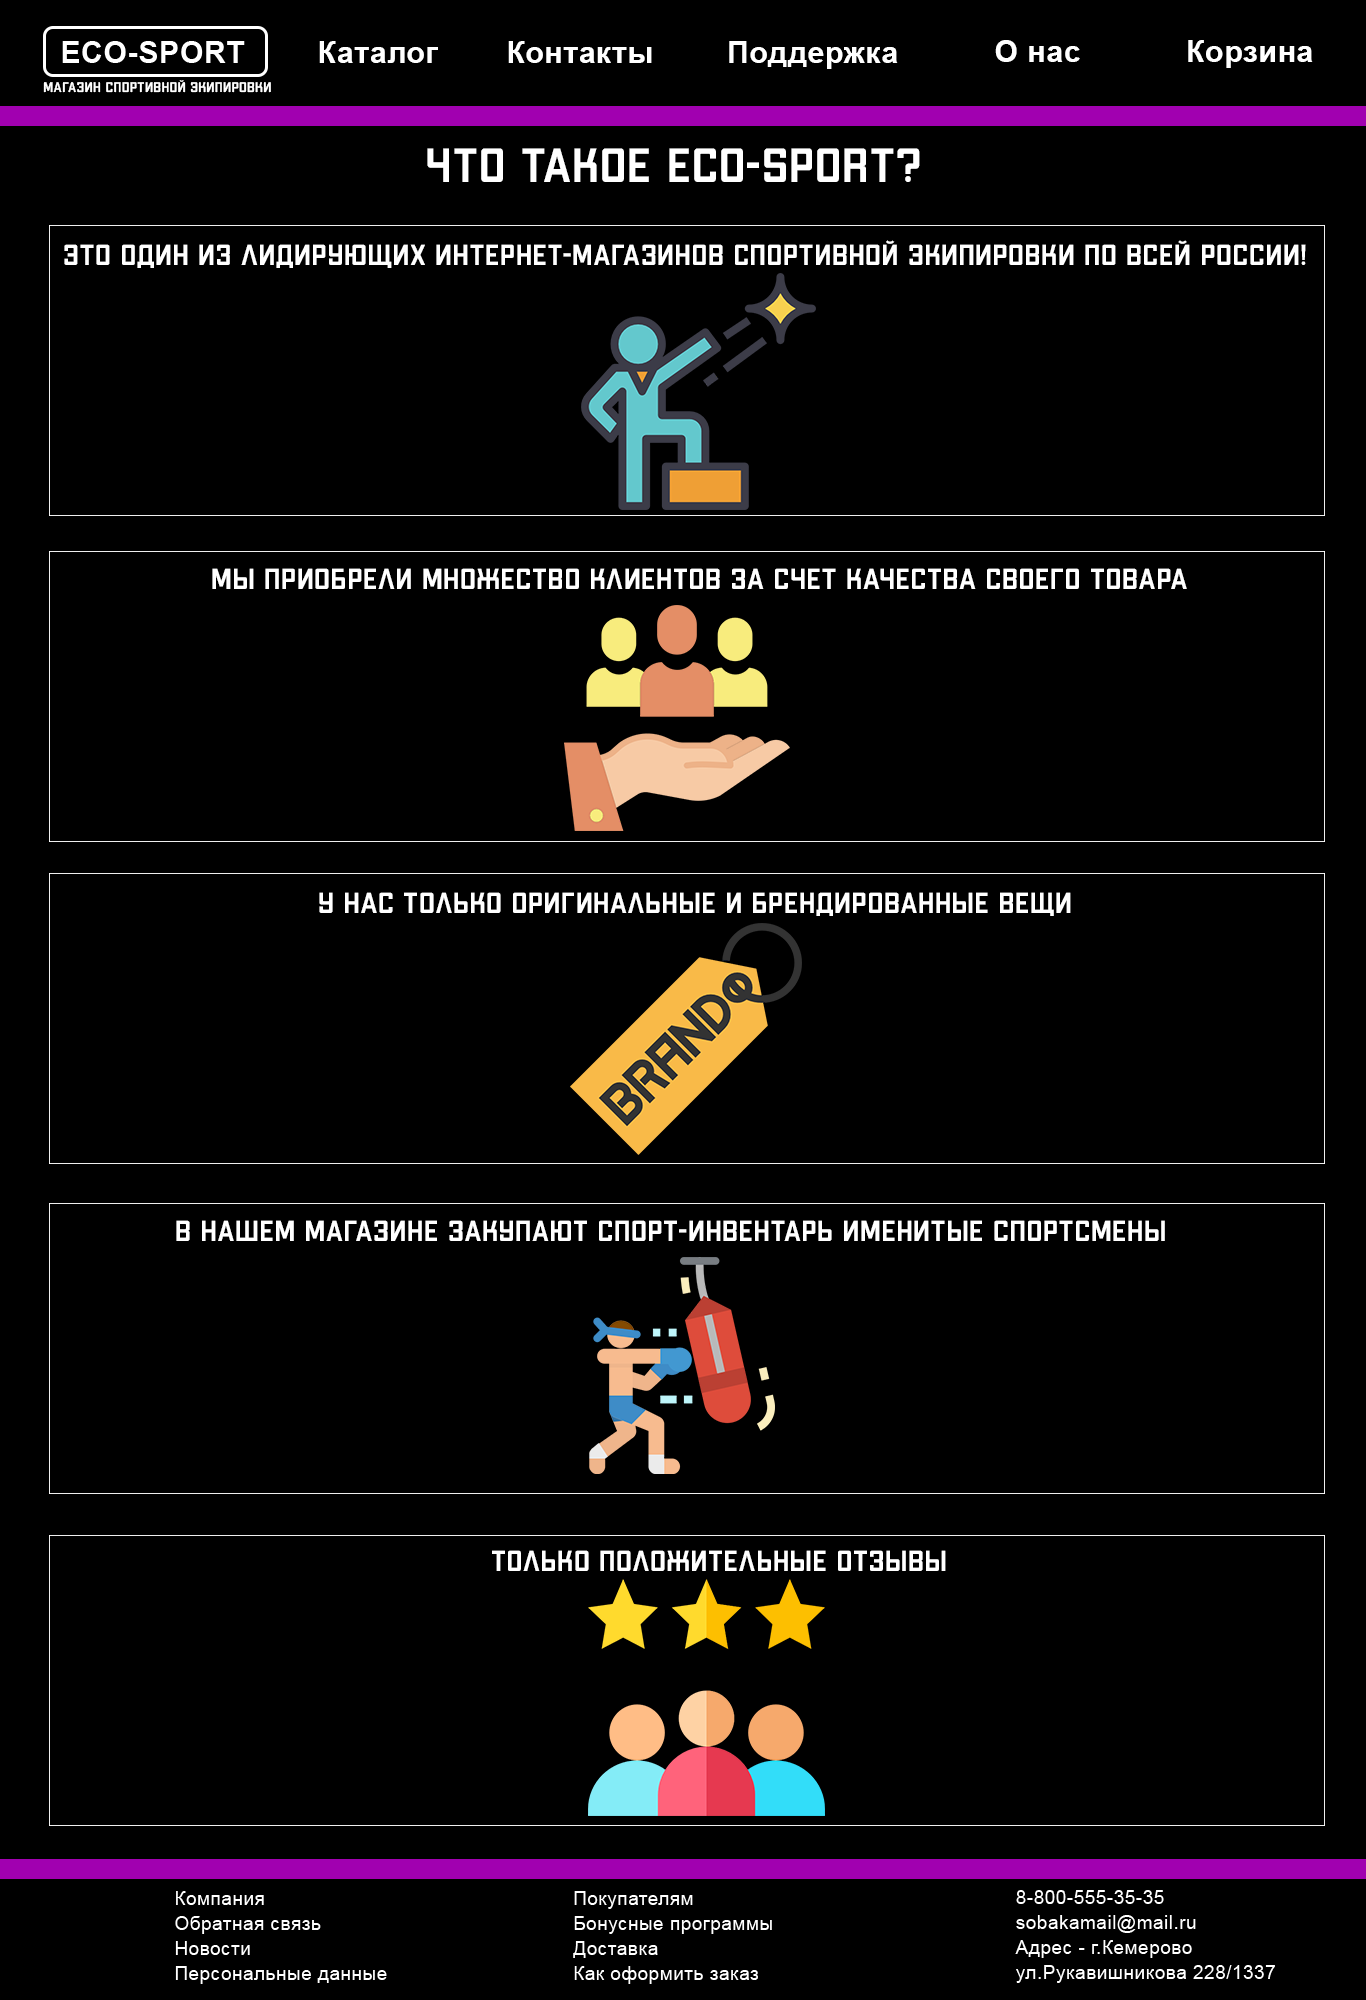 ECO-SPORT
МАГАЗИН СПОРТИВНОЙ ЭКИПИРОВКИ
Каталог
Контакты
Поддержка
О нас
Корзина
ЧТО ТАКОЕ ECO-SPORT?
ЭТО ОДИН ИЗ ЛИДИРУЮЩИХ ИНТЕРНЕТ-МАГАЗИНОВ СПОРТИВНОЙ ЭКИПИРОВКИ ПО ВСЕЙ РОССИИ!
МЫ ПРИОБРЕЛИ МНОЖЕСТВО КЛИЕНТОВ ЗА СЧЕТ КАЧЕСТВА СВОЕГО ТОВАРА
У НАС ТОЛЬКО ОРИГИНАЛЬНЫЕ И БРЕНДИРОВАННЫЕ ВЕЩИ
BRAND
В НАШЕМ МАГАЗИНЕ ЗАКУПАЮТ СПОРТ-ИНВЕНТАРЬ ИМЕНИТЫЕ СПОРТСМЕНЫ
ТОЛЬКО ПОЛОЖИТЕЛЬНЫЕ ОТЗЫВЫ
Компания
Обратная связь
Новости
Персональные данные
Покупателям
Бонусные программы
Доставка
Как оформить заказ
8-800-555-35-35
sobakamail@mail.ru
Адрес - г.Кемерово
ул.Рукавишникова 228/1337